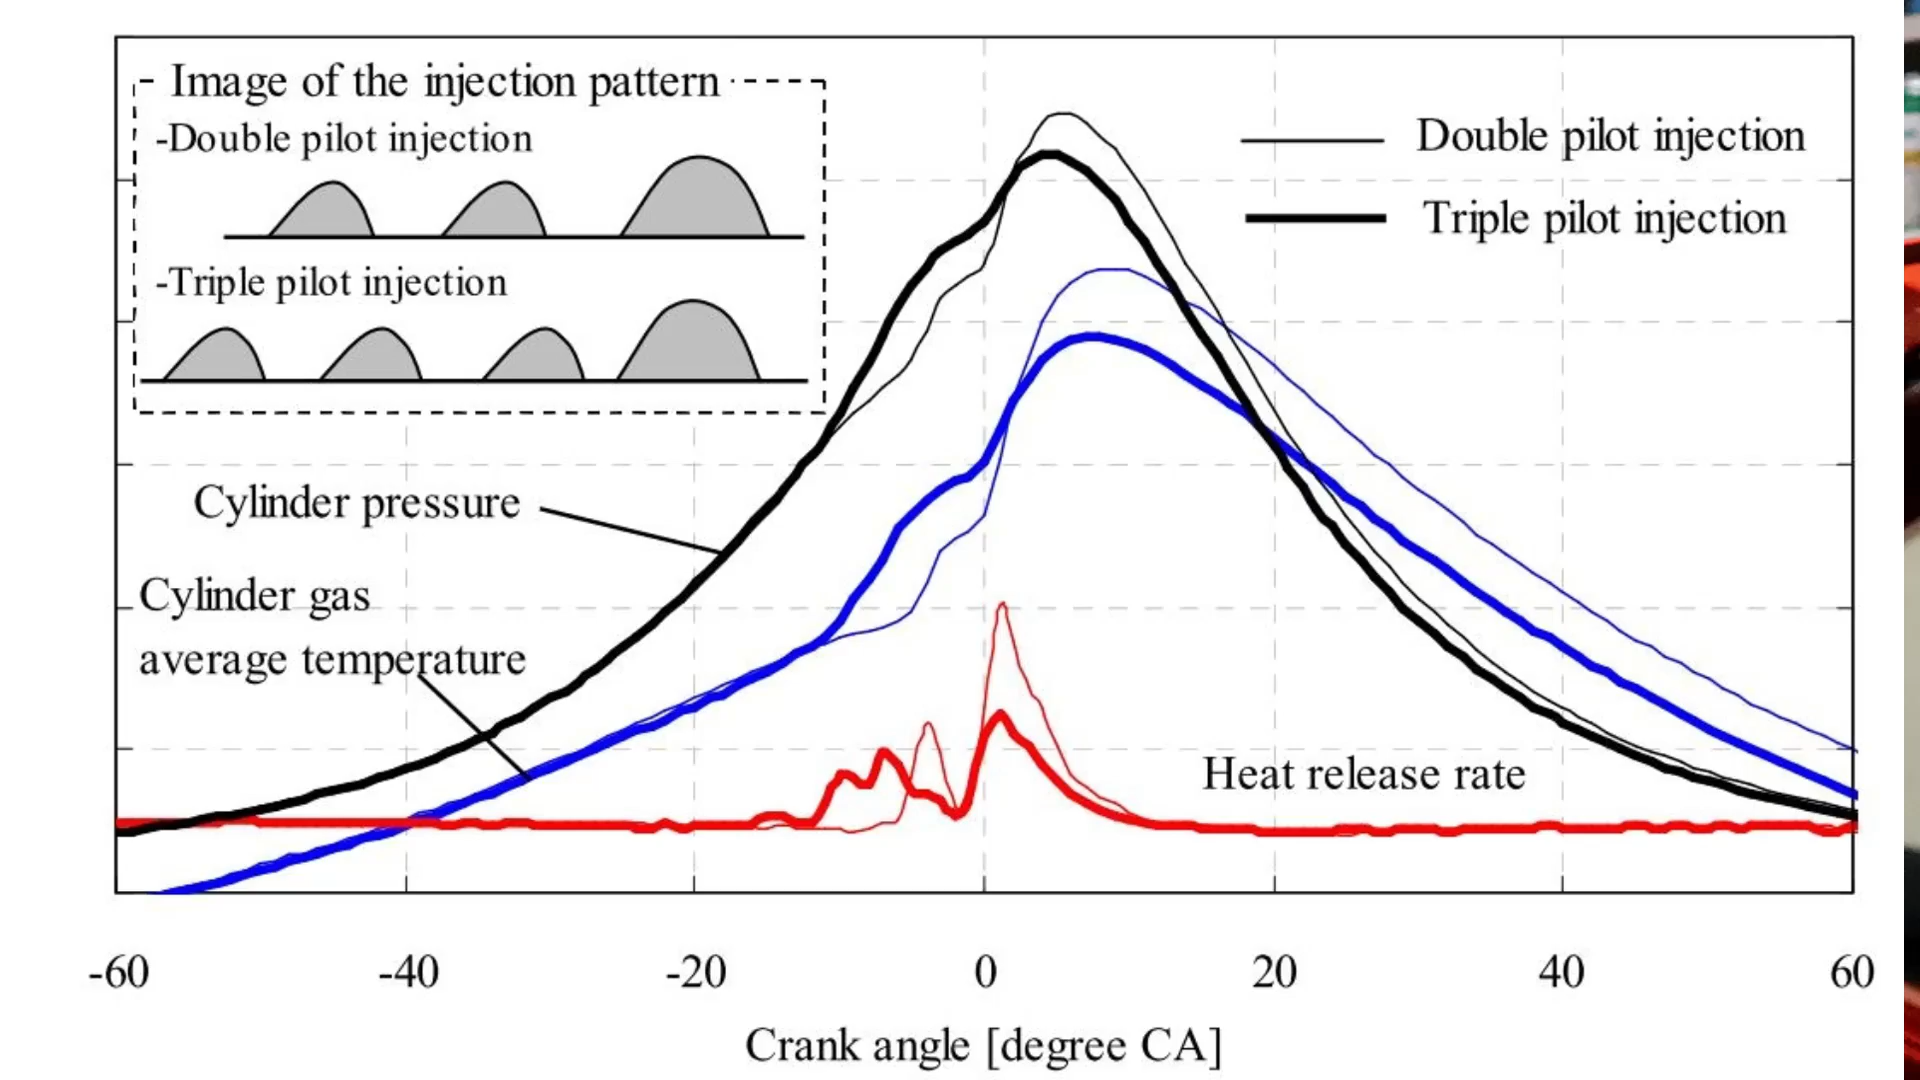 Image of the injection pattern
-Double pilot injection
-Triple pilot injection
Double pilot injection
Triple pilot injection
Cylinder pressure
Cylinder gas
average temperature
Heat release rate
-60 -40 -20 0 20 40 60
Crank angle [degree CA]